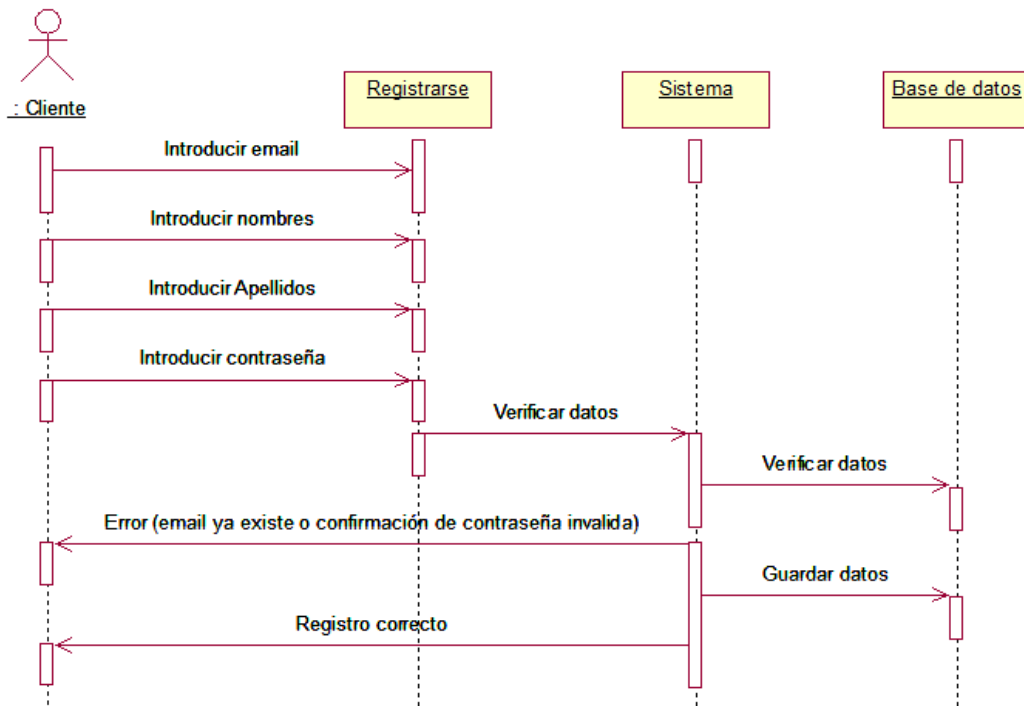 : Cliente
Registrarse
Sistema
Base de datos
Introducir email
Introducir nombres
Introducir Apellidos
Introducir contraseña
Verificar datos
Verificar datos
Error (email ya existe o confirmación de contraseña invalida)
Guardar datos
Registro correcto